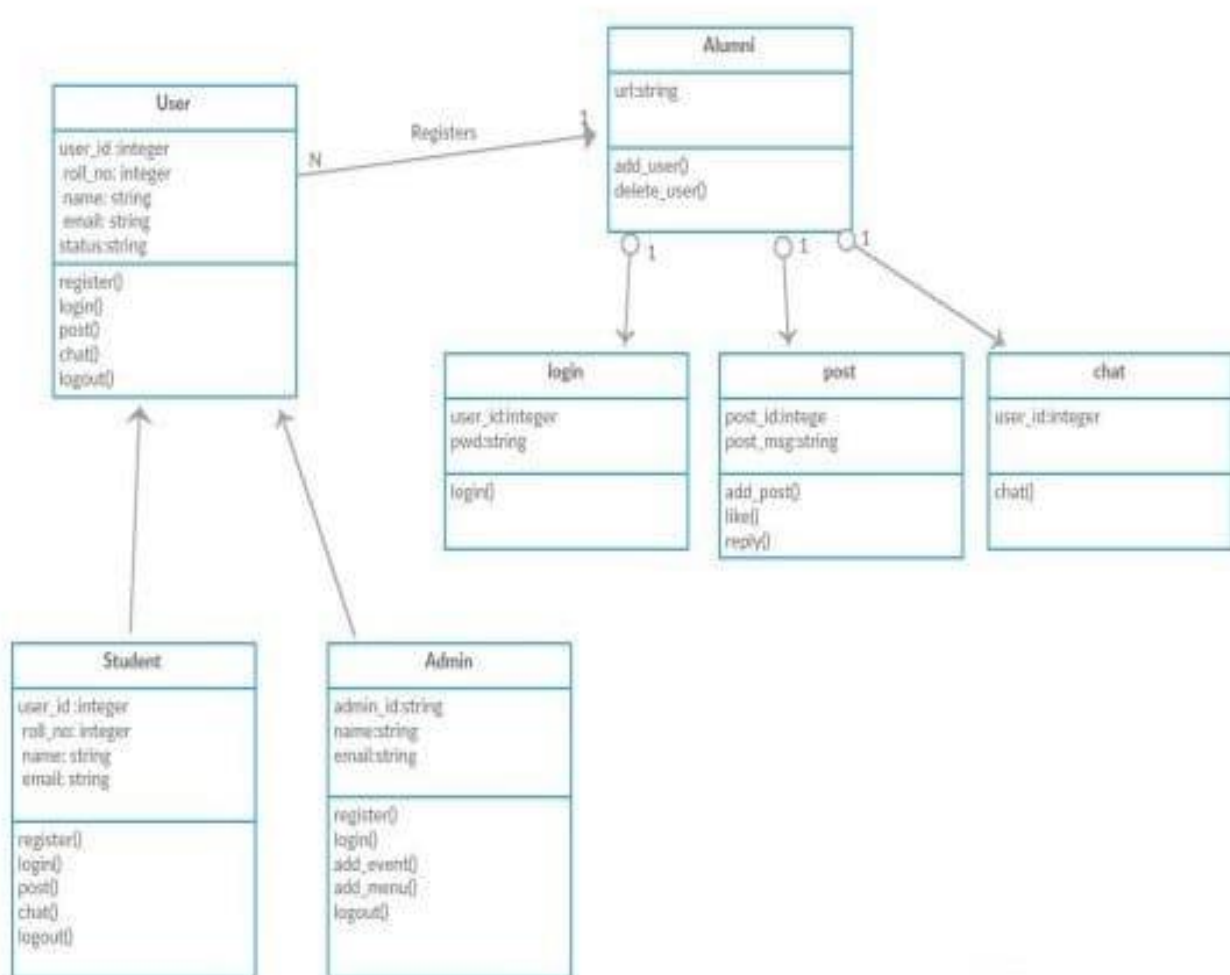 Alumni
url:string
add_user()
delete_user()
User
user_id :integer
roll_no: integer
name: string
email: string
status:string
register()
login()
post()
chat()
logout()
N
Registers
1
1
1
1
login
user_id:integer
pwd:string
login()
post
post_id:intege
post_msg:string
add_post()
like()
reply()
chat
user_id:integer
chat()
Student
user_id :integer
roll_no: integer
name: string
email: string
register()
login()
post()
chat()
logout()
Admin
admin_id:string
name:string
email:string
register()
login()
add_event()
add_menu()
logout()